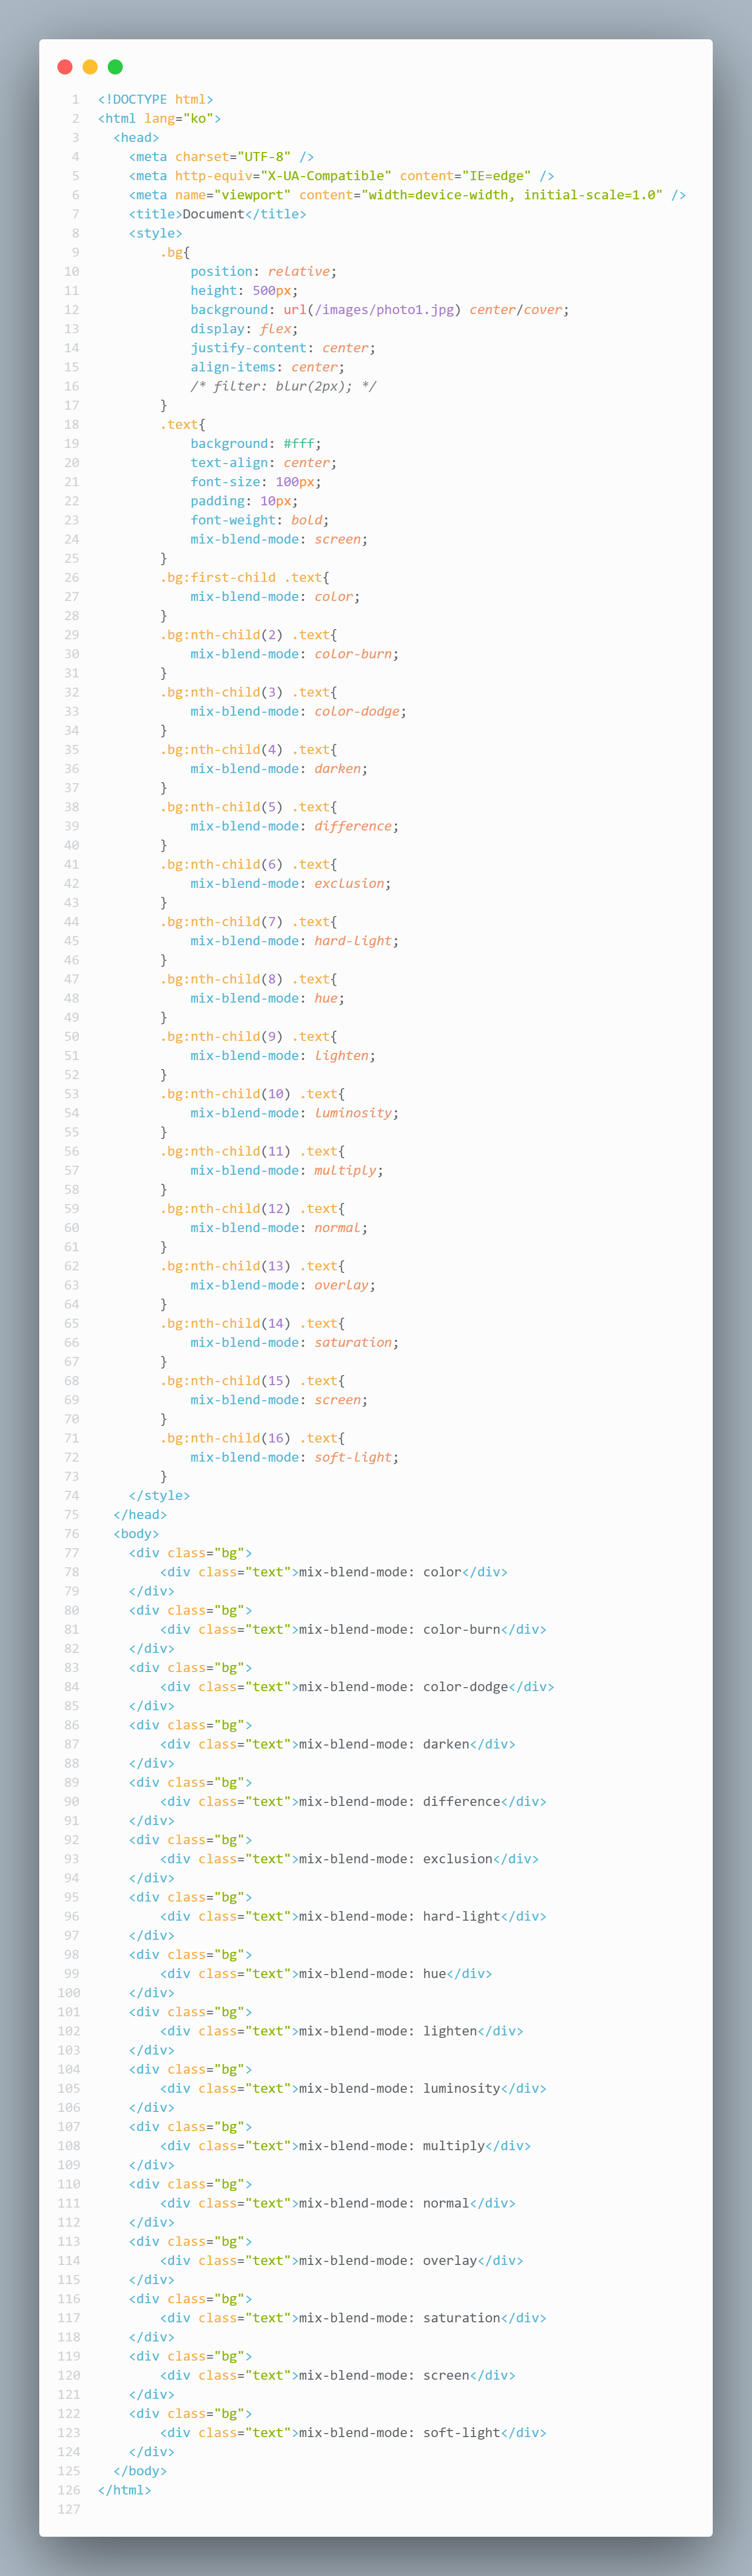 1 <!DOCTYPE html>
2 <html lang="ko">
3 <head>
4 <meta charset="UTF-8" />
5 <meta http-equiv="X-UA-Compatible" content="IE=edge" />
6 <meta name="viewport" content="width=device-width, initial-scale=1.0" />
7 <title>Document</title>
8 <style>
9 .bg{
10 position: relative;
11 height: 500px;
12 background: url(/images/photo1.jpg) center/cover;
13 display: flex;
14 justify-content: center;
15 align-items: center;
16 /* filter: blur(2px); */
17 }
18 .text{
19 background: #fff;
20 text-align: center;
21 font-size: 100px;
22 padding: 10px;
23 font-weight: bold;
24 mix-blend-mode: screen;
25 }
26 .bg:first-child .text{
27 mix-blend-mode: color;
28 }
29 .bg:nth-child(2) .text{
30 mix-blend-mode: color-burn;
31 }
32 .bg:nth-child(3) .text{
33 mix-blend-mode: color-dodge;
34 }
35 .bg:nth-child(4) .text{
36 mix-blend-mode: darken;
37 }
38 .bg:nth-child(5) .text{
39 mix-blend-mode: difference;
40 }
41 .bg:nth-child(6) .text{
42 mix-blend-mode: exclusion;
43 }
44 .bg:nth-child(7) .text{
45 mix-blend-mode: hard-light;
46 }
47 .bg:nth-child(8) .text{
48 mix-blend-mode: hue;
49 }
50 .bg:nth-child(9) .text{
51 mix-blend-mode: lighten;
52 }
53 .bg:nth-child(10) .text{
54 mix-blend-mode: luminosity;
55 }
56 .bg:nth-child(11) .text{
57 mix-blend-mode: multiply;
58 }
59 .bg:nth-child(12) .text{
60 mix-blend-mode: normal;
61 }
62 .bg:nth-child(13) .text{
63 mix-blend-mode: overlay;
64 }
65 .bg:nth-child(14) .text{
66 mix-blend-mode: saturation;
67 }
68 .bg:nth-child(15) .text{
69 mix-blend-mode: screen;
70 }
71 .bg:nth-child(16) .text{
72 mix-blend-mode: soft-light;
73 }
74 </style>
75 </head>
76 <body>
77 <div class="bg">
78 <div class="text">mix-blend-mode: color</div>
79 </div>
80 <div class="bg">
81 <div class="text">mix-blend-mode: color-burn</div>
82 </div>
83 <div class="bg">
84 <div class="text">mix-blend-mode: color-dodge</div>
85 </div>
86 <div class="bg">
87 <div class="text">mix-blend-mode: darken</div>
88 </div>
89 <div class="bg">
90 <div class="text">mix-blend-mode: difference</div>
91 </div>
92 <div class="bg">
93 <div class="text">mix-blend-mode: exclusion</div>
94 </div>
95 <div class="bg">
96 <div class="text">mix-blend-mode: hard-light</div>
97 </div>
98 <div class="bg">
99 <div class="text">mix-blend-mode: hue</div>
100 </div>
101 <div class="bg">
102 <div class="text">mix-blend-mode: lighten</div>
103 </div>
104 <div class="bg">
105 <div class="text">mix-blend-mode: luminosity</div>
106 </div>
107 <div class="bg">
108 <div class="text">mix-blend-mode: multiply</div>
109 </div>
110 <div class="bg">
111 <div class="text">mix-blend-mode: normal</div>
112 </div>
113 <div class="bg">
114 <div class="text">mix-blend-mode: overlay</div>
115 </div>
116 <div class="bg">
117 <div class="text">mix-blend-mode: saturation</div>
118 </div>
119 <div class="bg">
120 <div class="text">mix-blend-mode: screen</div>
121 </div>
122 <div class="bg">
123 <div class="text">mix-blend-mode: soft-light</div>
124 </div>
125 </body>
126 </html>
127